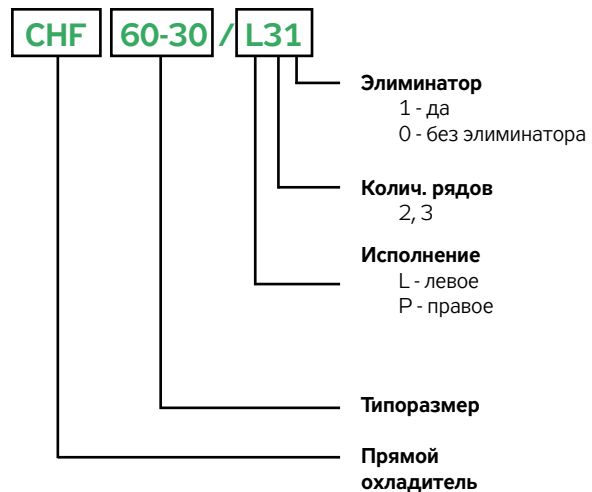 CHF 60-30 / L31
Элиминатор
1 - да
0 - без элиминатора
Колич. рядов
2, 3
Исполнение
L - левое
P - правое
Типоразмер
Прямой
охладитель